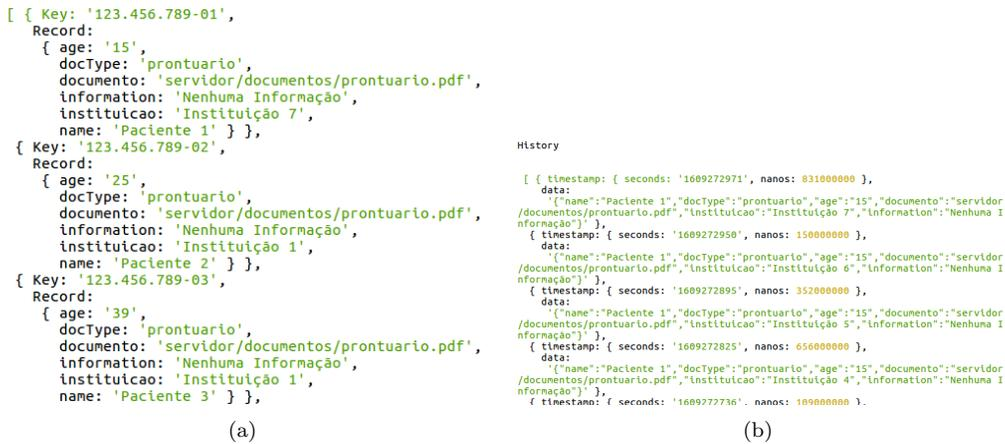 [ { Key: '123.456.789-01',
Record:
{ age: '15',
docType: 'prontuario',
documento: 'servidor/documentos/prontuario.pdf',
information: 'Nenhuma Informação',
instituicao: 'Instituição 7',
name: 'Paciente 1' } },
{ Key: '123.456.789-02',
Record:
{ age: '25',
docType: 'prontuario',
documento: 'servidor/documentos/prontuario.pdf',
information: 'Nenhuma Informação',
instituicao: 'Instituição 1',
name: 'Paciente 2' } },
{ Key: '123.456.789-03',
Record:
{ age: '39',
docType: 'prontuario',
documento: 'servidor/documentos/prontuario.pdf',
information: 'Nenhuma Informação',
instituicao: 'Instituição 1',
name: 'Paciente 3' } },
(a)
History
[ { timestamp: { seconds: '1609272971', nanos: 831000000 },
data:
'{"name":"Paciente 1","docType":"prontuario","age":"15","documento":"servidor
/documentos/prontuario.pdf","instituicao":"Instituição 7","information":"Nenhuma I
nformação"}' },
{ timestamp: { seconds: '1609272950', nanos: 150000000 },
data:
'{"name":"Paciente 1","docType":"prontuario","age":"15","documento":"servidor
/documentos/prontuario.pdf","instituicao":"Instituição 6","information":"Nenhuma I
nformação"}' },
{ timestamp: { seconds: '1609272895', nanos: 352000000 },
data:
'{"name":"Paciente 1","docType":"prontuario","age":"15","documento":"servidor
/documentos/prontuario.pdf","instituicao":"Instituição 5","information":"Nenhuma I
nformação"}' },
{ timestamp: { seconds: '1609272825', nanos: 656000000 },
data:
'{"name":"Paciente 1","docType":"prontuario","age":"15","documento":"servidor
/documentos/prontuario.pdf","instituicao":"Instituição 4","information":"Nenhuma I
nformação"}' },
{ timestamp: { seconds: '1609272736', nanos: 109000000 },
(b)